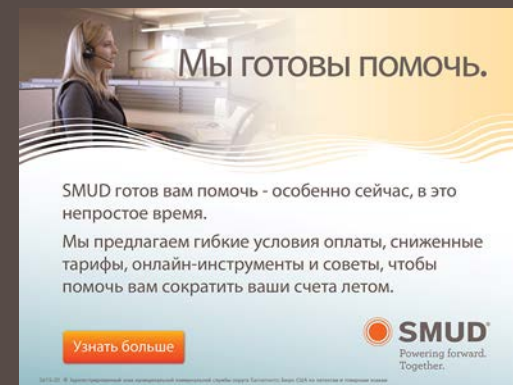 Мы готовы помочь.
SMUD готов вам помочь - особенно сейчас, в это
непростое время.
Мы предлагаем гибкие условия оплаты, сниженные
тарифы, онлайн-инструменты и советы, чтобы
помочь вам сократить ваши счета летом.
Узнать больше
SMUD®
Powering forward.
Together.